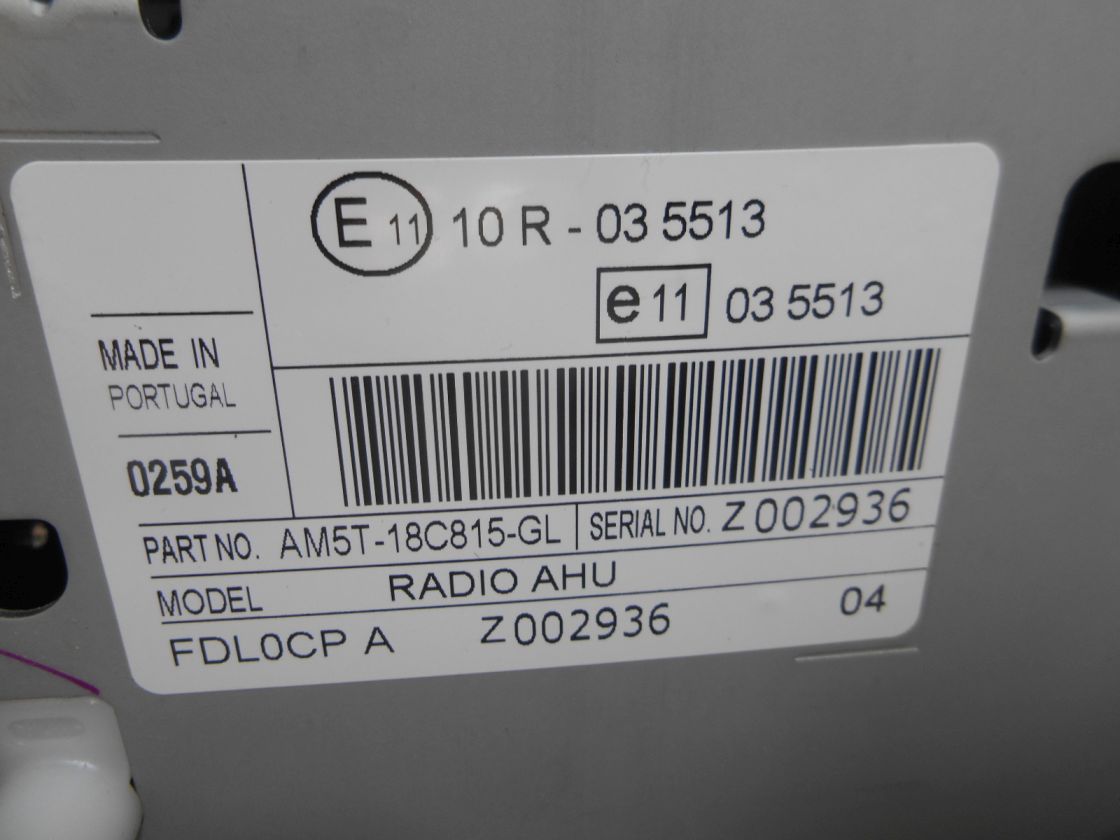 E 11 10 R - 03 5513
e 11 03 5513
MADE IN
PORTUGAL
0259A
PART NO. AM5T-18C815-GL SERIAL NO. Z002936
MODEL RADIO AHU
FDL0CP A Z002936 04